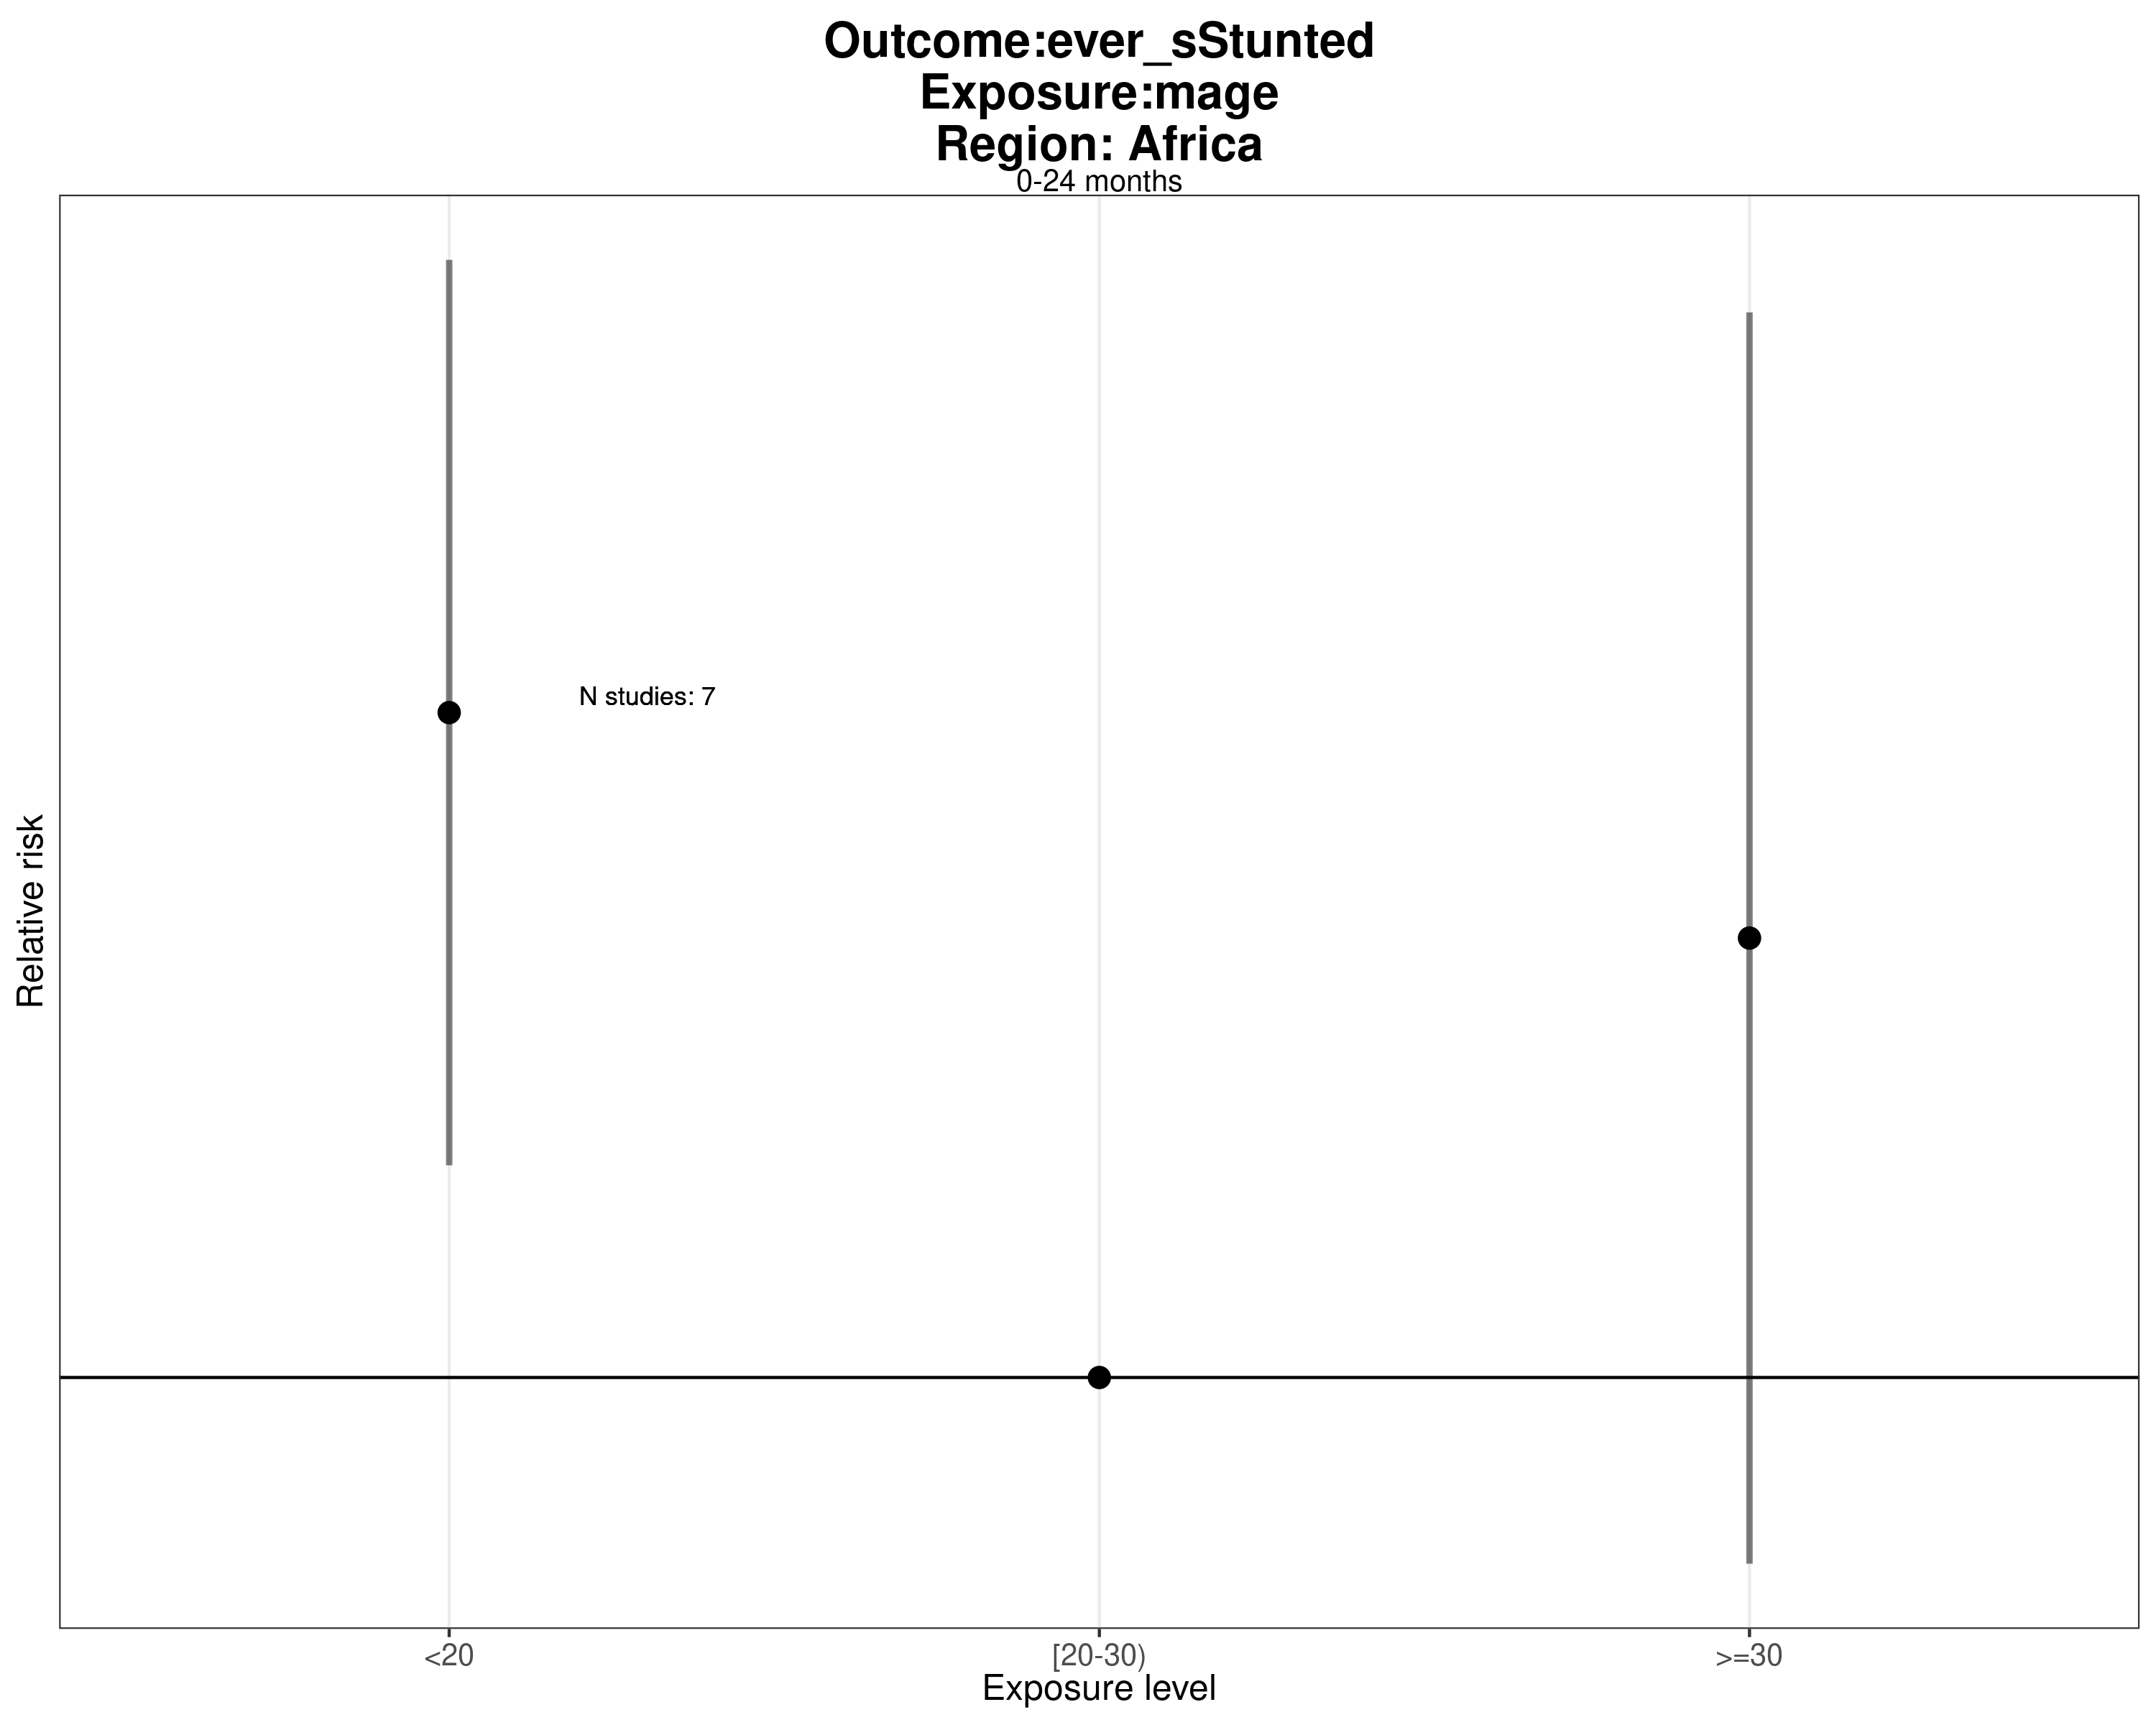 Outcome:ever_sStunted
Exposure:mage
Region: Africa
0-24 months
N studies: 7
Relative risk
<20
[20-30)
>=30
Exposure level